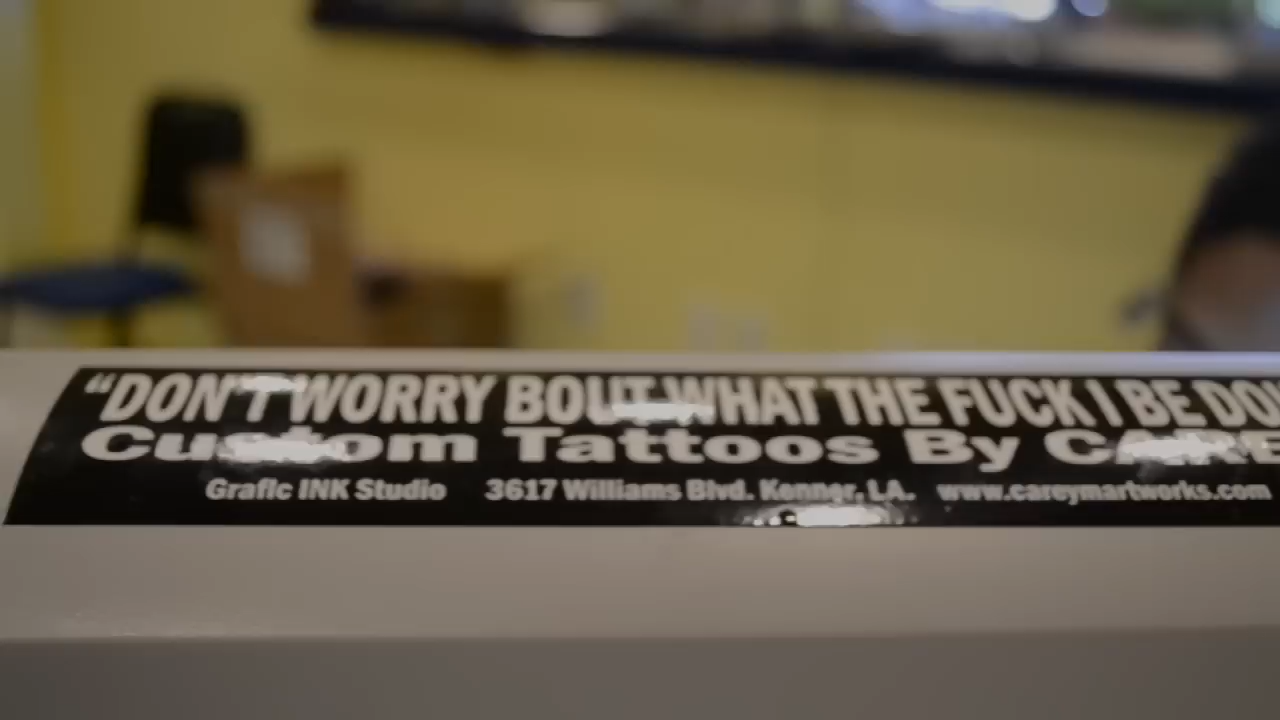 “DON'T WORRY BOUT WHAT THE FUCK I BE
Custom Tattoos By
Grafic INK Studio 3617 Williams Blvd. Kenner, LA. www.careymartworks.com